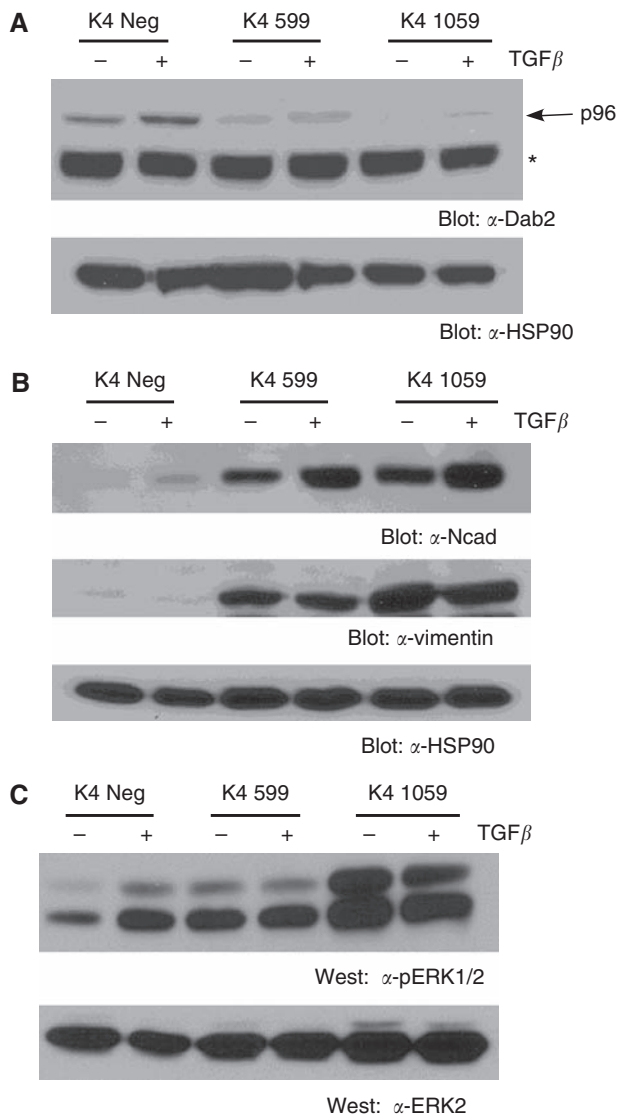 A
K4 Neg K4 599 K4 1059
– + – + – + TGFβ
p96
*
Blot: α-Dab2
Blot: α-HSP90
B
K4 Neg K4 599 K4 1059
– + – + – + TGFβ
Blot: α-Ncad
Blot: α-vimentin
Blot: α-HSP90
C
K4 Neg K4 599 K4 1059
– + – + – + TGFβ
West: α-pERK1/2
West: α-ERK2